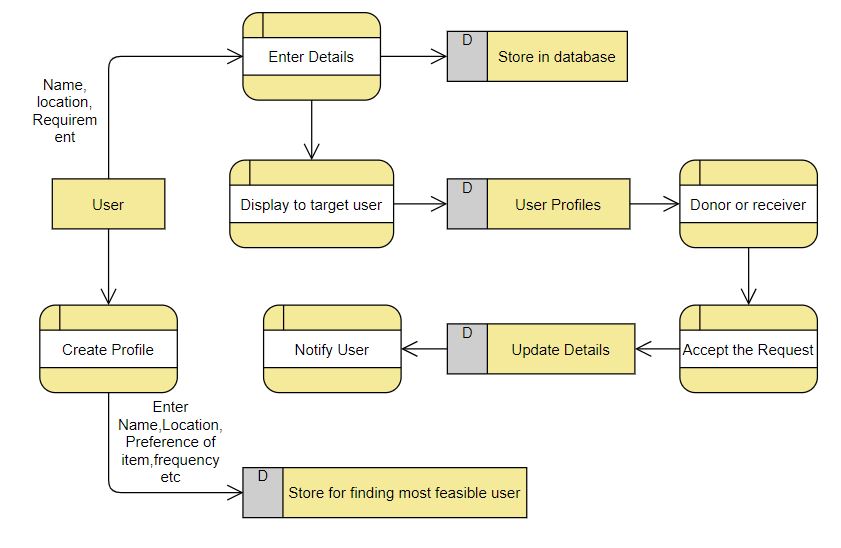 Enter Details
D
Store in database
Name,
location,
Requirem
ent
User
Display to target user
D
User Profiles
Donor or receiver
Create Profile
Notify User
D
Update Details
Accept the Request
Enter
Name,Location,
Preference of
item,frequency
etc
D
Store for finding most feasible user